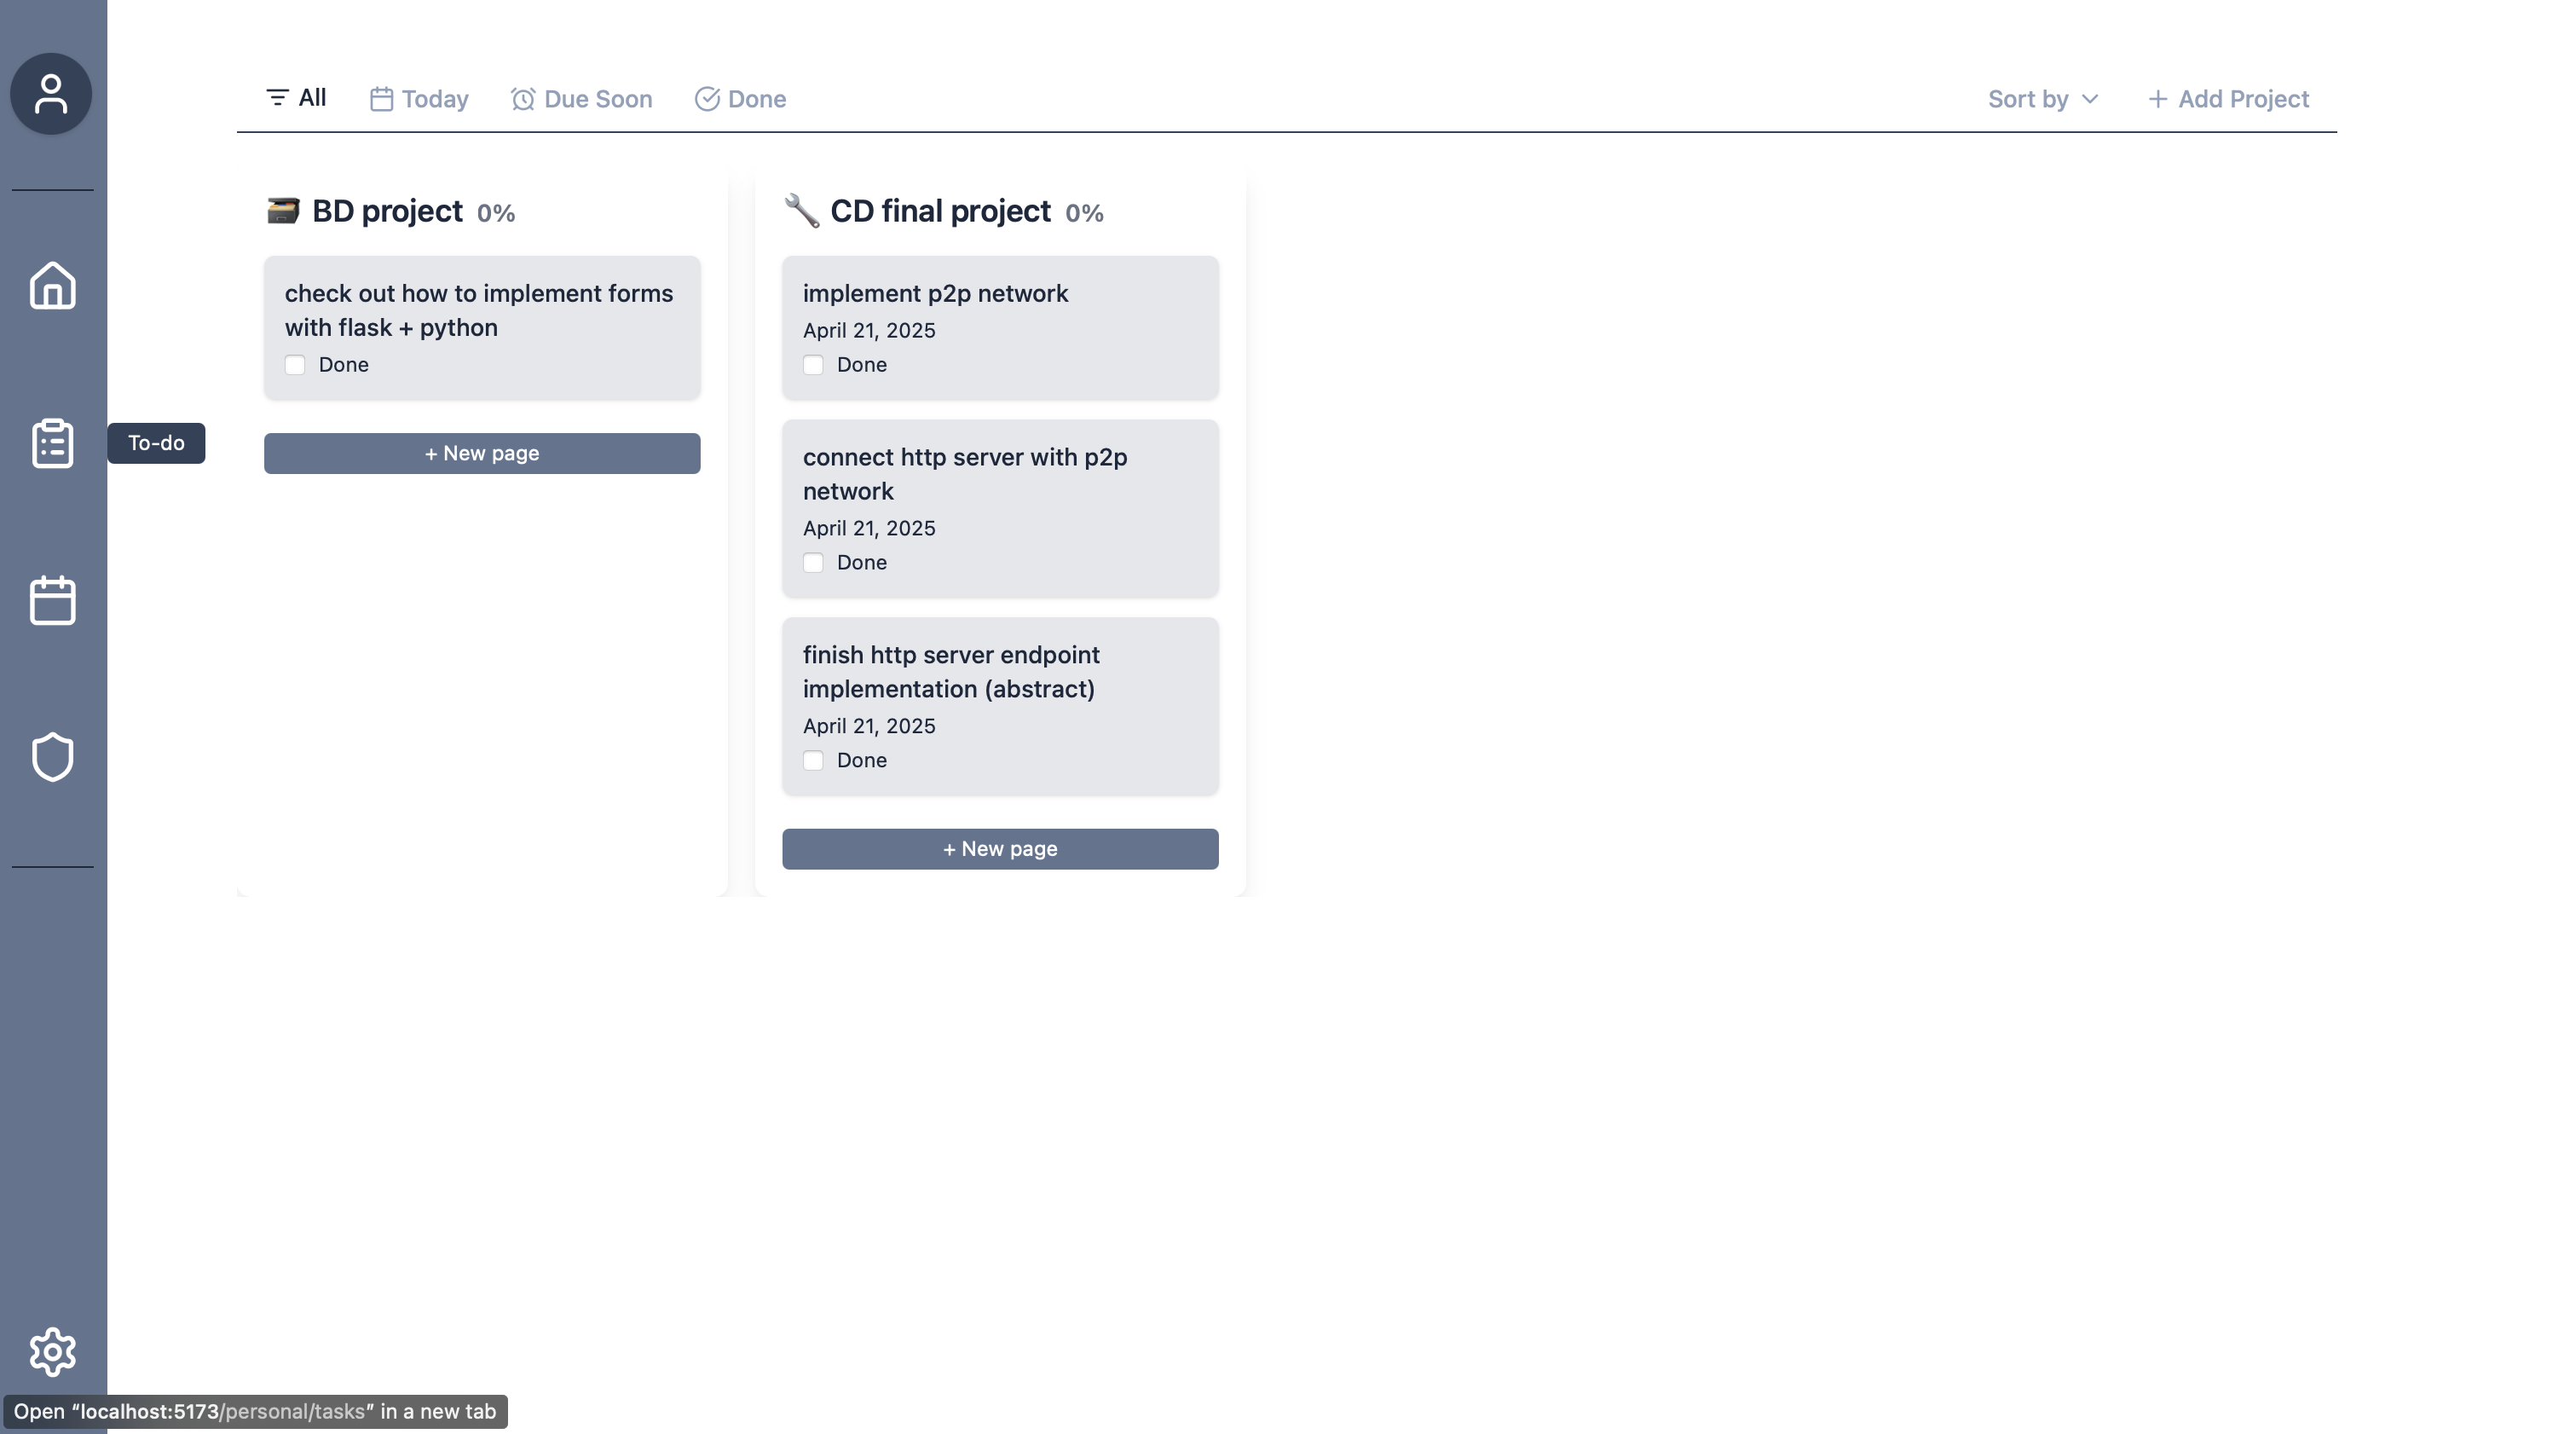 All
Today
Due Soon
Done
Sort by
+ Add Project
BD project 0%
check out how to implement forms
with flask + python
Done
+ New page
CD final project 0%
implement p2p network
April 21, 2025
Done
connect http server with p2p
network
April 21, 2025
Done
finish http server endpoint
implementation (abstract)
April 21, 2025
Done
+ New page
To-do
Open “localhost:5173/personal/tasks” in a new tab